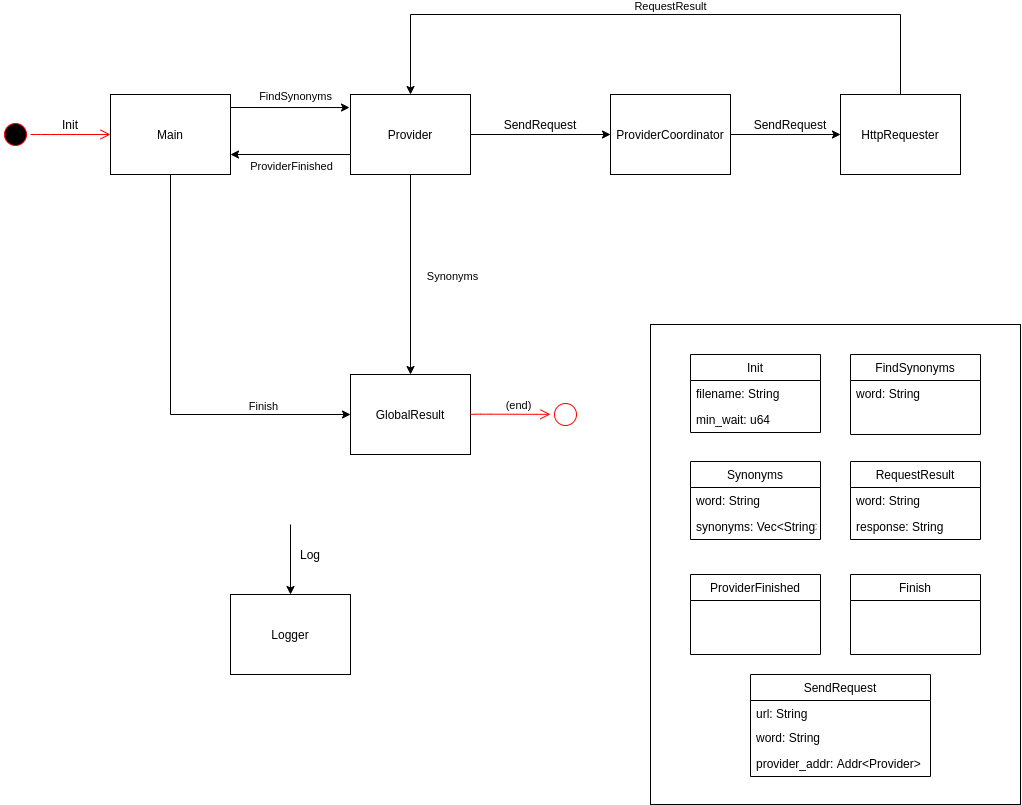 RequestResult
FindSynonyms
Init
Main
Provider
SendRequest
ProviderCoordinator
SendRequest
HttpRequester
ProviderFinished
Synonyms
Finish
GlobalResult
(end)
Log
Logger
Init
filename: String
min_wait: u64
FindSynonyms
word: String
Synonyms
word: String
synonyms: Vec<String
RequestResult
word: String
response: String
ProviderFinished
Finish
SendRequest
url: String
word: String
provider_addr: Addr<Provider>